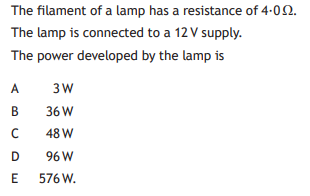 The filament of a lamp has a resistance of 4·0 Ω.
The lamp is connected to a 12 V supply.
The power developed by the lamp is
A 3 W
B 36 W
C 48 W
D 96 W
E 576 W.